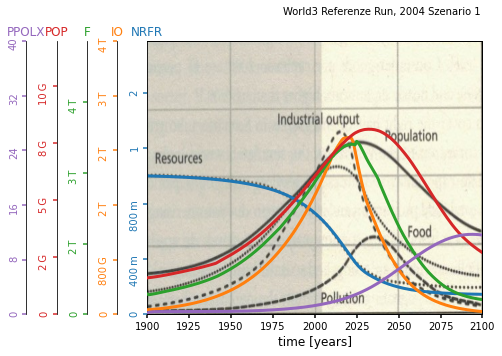 World3 Referenze Run, 2004 Szenario 1
PPOLX POP F IO NRFR
40 4 T
32 10 G 4 T 3 T 2
24 8 G 3 T 2 T 1
16 5 G 2 T 800 m
8 2 G 2 T 800 G 400 m
0 0 0 0 0
Industrial output
Population
Resources
Food
Pollution
1900 1925 1950 1975 2000 2025 2050 2075 2100
time [years]